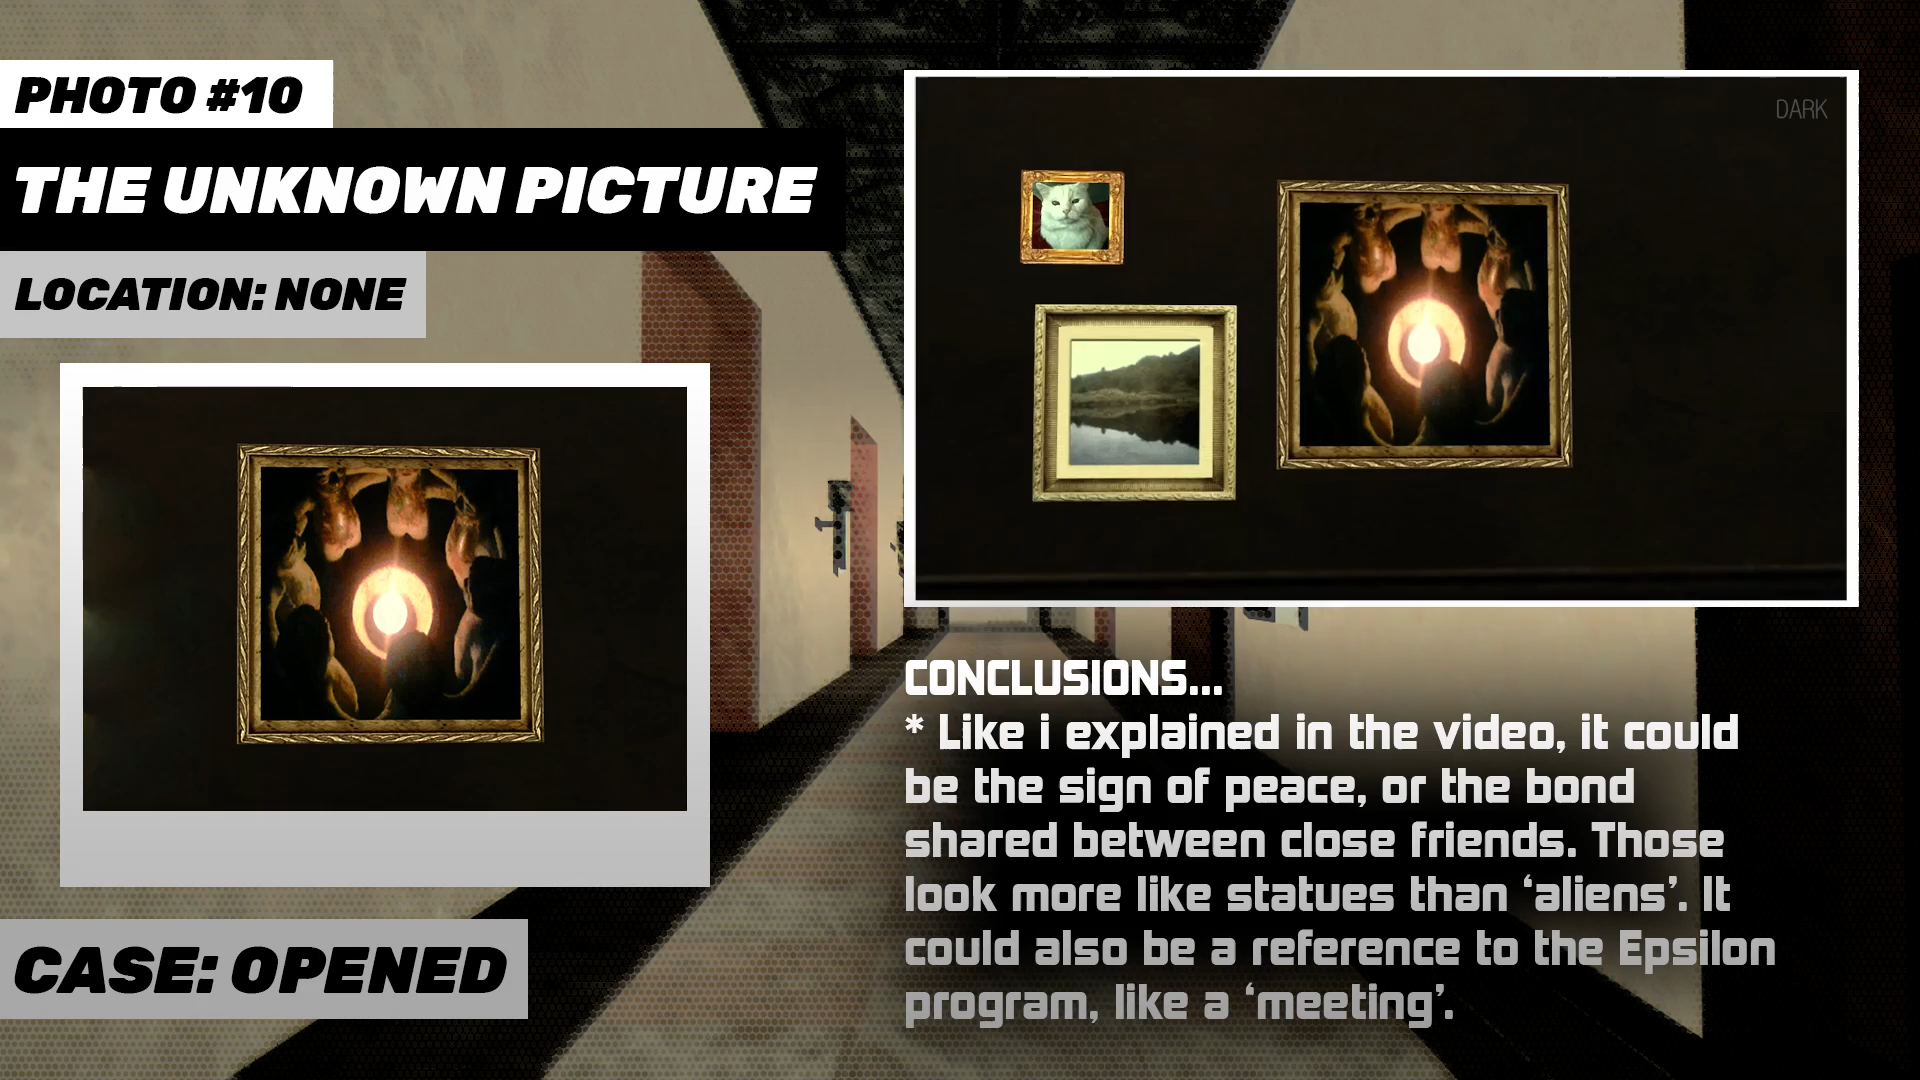 PHOTO #10
THE UNKNOWN PICTURE
LOCATION: NONE
CASE: OPENED
DARK
CONCLUSIONS...
* Like i explained in the video, it could
be the sign of peace, or the bond
shared between close friends. Those
look more like statues than ‘aliens’. It
could also be a reference to the Epsilon
program, like a ‘meeting’.